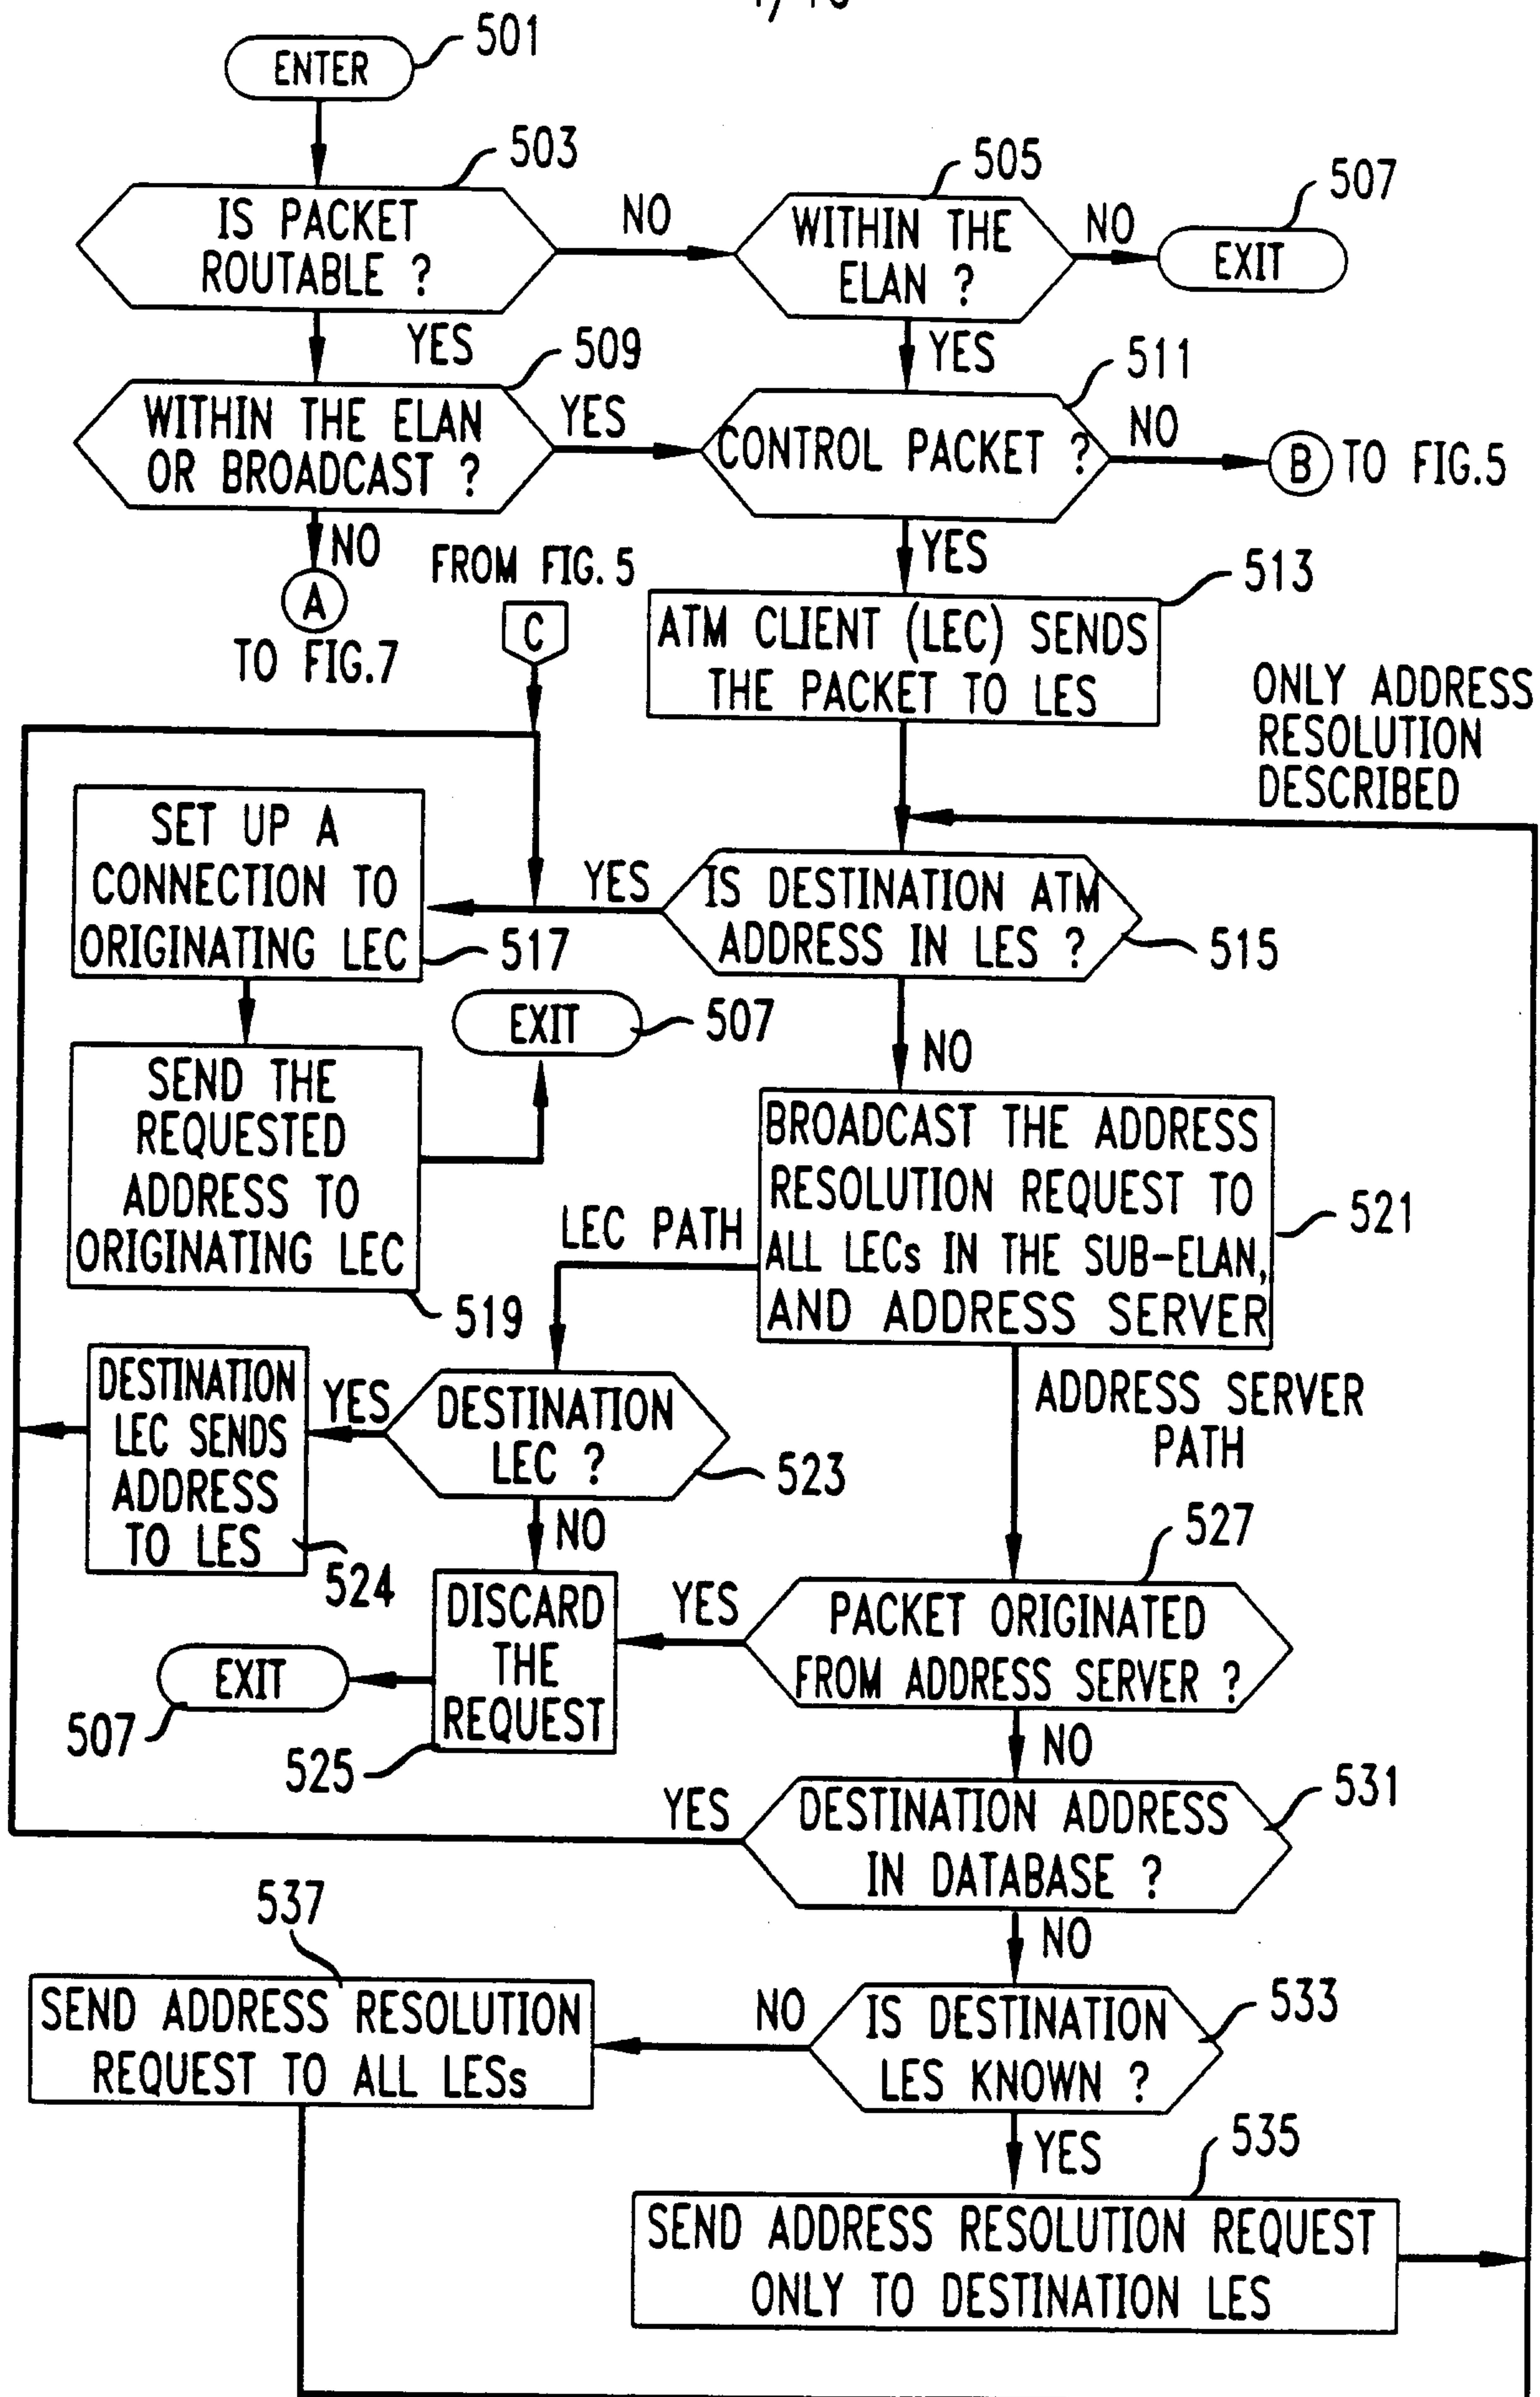 501
ENTER
503
IS PACKET
ROUTABLE ?
NO
505
WITHIN THE
ELAN ?
NO
507
EXIT
YES
YES
509
WITHIN THE ELAN
OR BROADCAST ?
YES
511
CONTROL PACKET ?
NO
B TO FIG.5
NO
A
TO FIG.7
FROM FIG. 5
C
YES
513
ATM CLIENT (LEC) SENDS
THE PACKET TO LES
ONLY ADDRESS
RESOLUTION
DESCRIBED
SET UP A
CONNECTION TO
ORIGINATING LEC
517
YES
IS DESTINATION ATM
ADDRESS IN LES ?
515
EXIT
507
NO
SEND THE
REQUESTED
ADDRESS TO
ORIGINATING LEC
519
BROADCAST THE ADDRESS
RESOLUTION REQUEST TO
ALL LECs IN THE SUB-ELAN,
AND ADDRESS SERVER
521
LEC PATH
ADDRESS SERVER
PATH
DESTINATION
LEC SENDS
ADDRESS
TO LES
524
YES
DESTINATION
LEC ?
523
NO
527
DISCARD
THE
REQUEST
525
YES
PACKET ORIGINATED
FROM ADDRESS SERVER ?
EXIT
507
NO
YES
DESTINATION ADDRESS
IN DATABASE ?
531
NO
537
SEND ADDRESS RESOLUTION
REQUEST TO ALL LESs
NO
IS DESTINATION
LES KNOWN ?
533
YES
535
SEND ADDRESS RESOLUTION REQUEST
ONLY TO DESTINATION LES